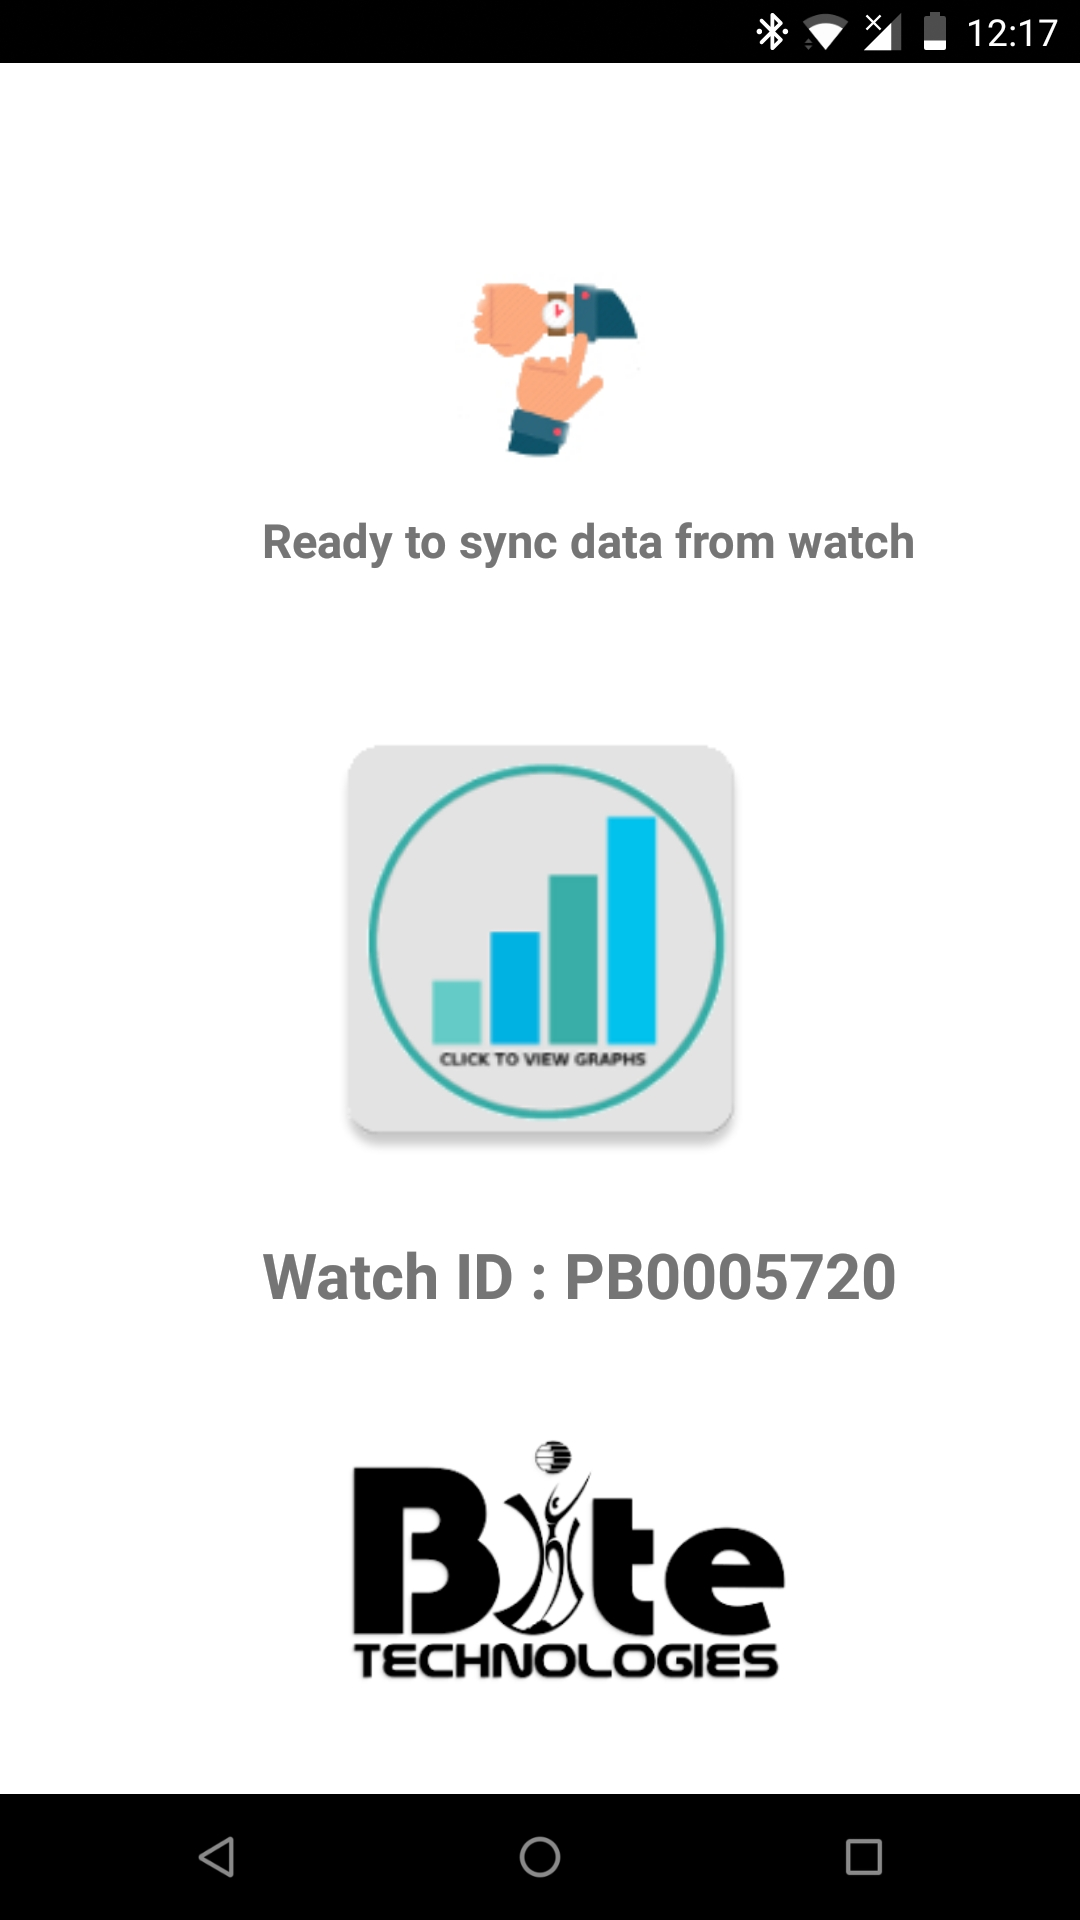 12:17
Ready to sync data from watch
CLICK TO VIEW GRAPHS
Watch ID : PB0005720
Bite
TECHNOLOGIES